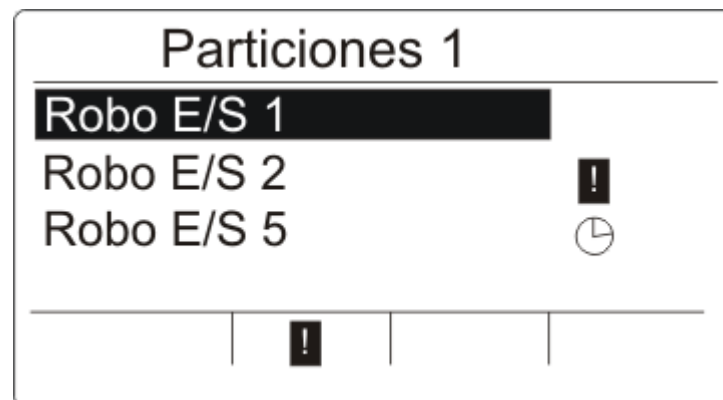 Particiones 1
Robo E/S 1
Robo E/S 2 !
Robo E/S 5
!